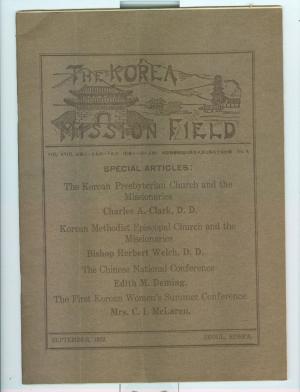 THE KOREA
MISSION FIELD
SPECIAL ARTICLES:
The Korean Presbyterian Church and the
Missionaries
Charles A. Clark, D. D.
Korean Methodist Episcopal Church and the
Missionaries
Bishop Herbert Welch, D. D.
The Chinese National Conference
Edith M. Deming.
The First Korean Women's Summer Conference
Mrs. C. I. McLaren.
SEPTEMBER, 1922. SEOUL, KOREA.